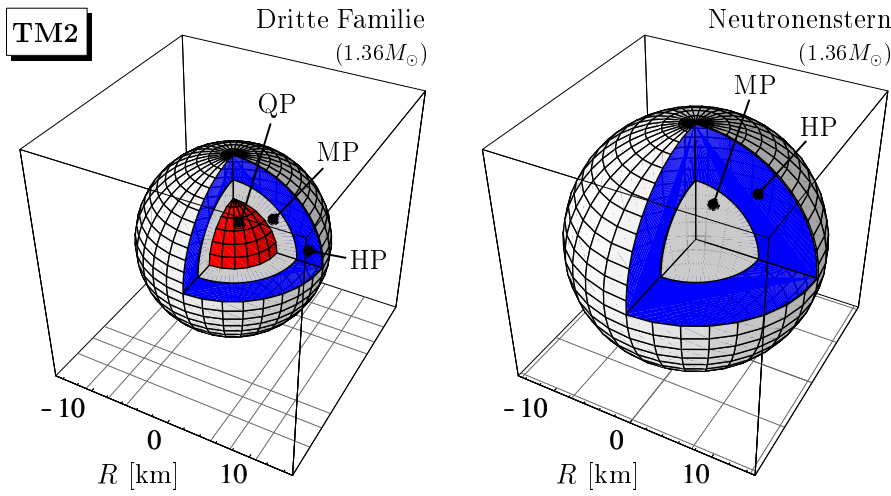 TM2
Dritte Familie
(1.36M⊙)
QP
MP
HP
- 10
0
10
R [km]
Neutronenstern
(1.36M⊙)
MP
HP
- 10
0
10
R [km]